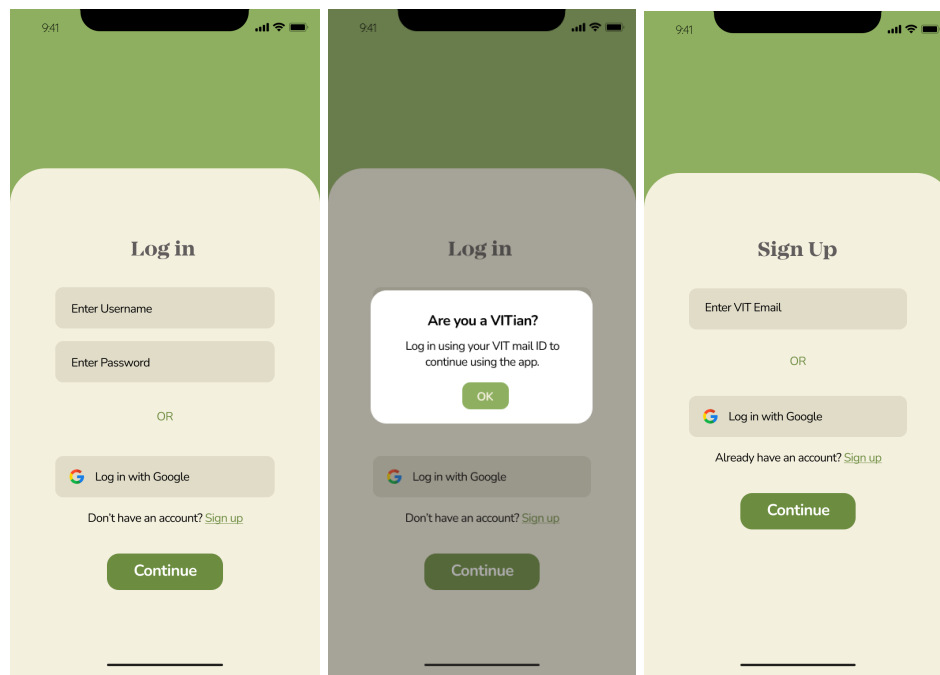 9:41
Log in
Enter Username
Enter Password
OR
Log in with Google
Don't have an account? Sign up
Continue
9:41
Log in
Are you a VITian?
Log in using your VIT mail ID to
continue using the app.
OK
Log in with Google
Don't have an account? Sign up
Continue
9:41
Sign Up
Enter VIT Email
OR
Log in with Google
Already have an account? Sign up
Continue